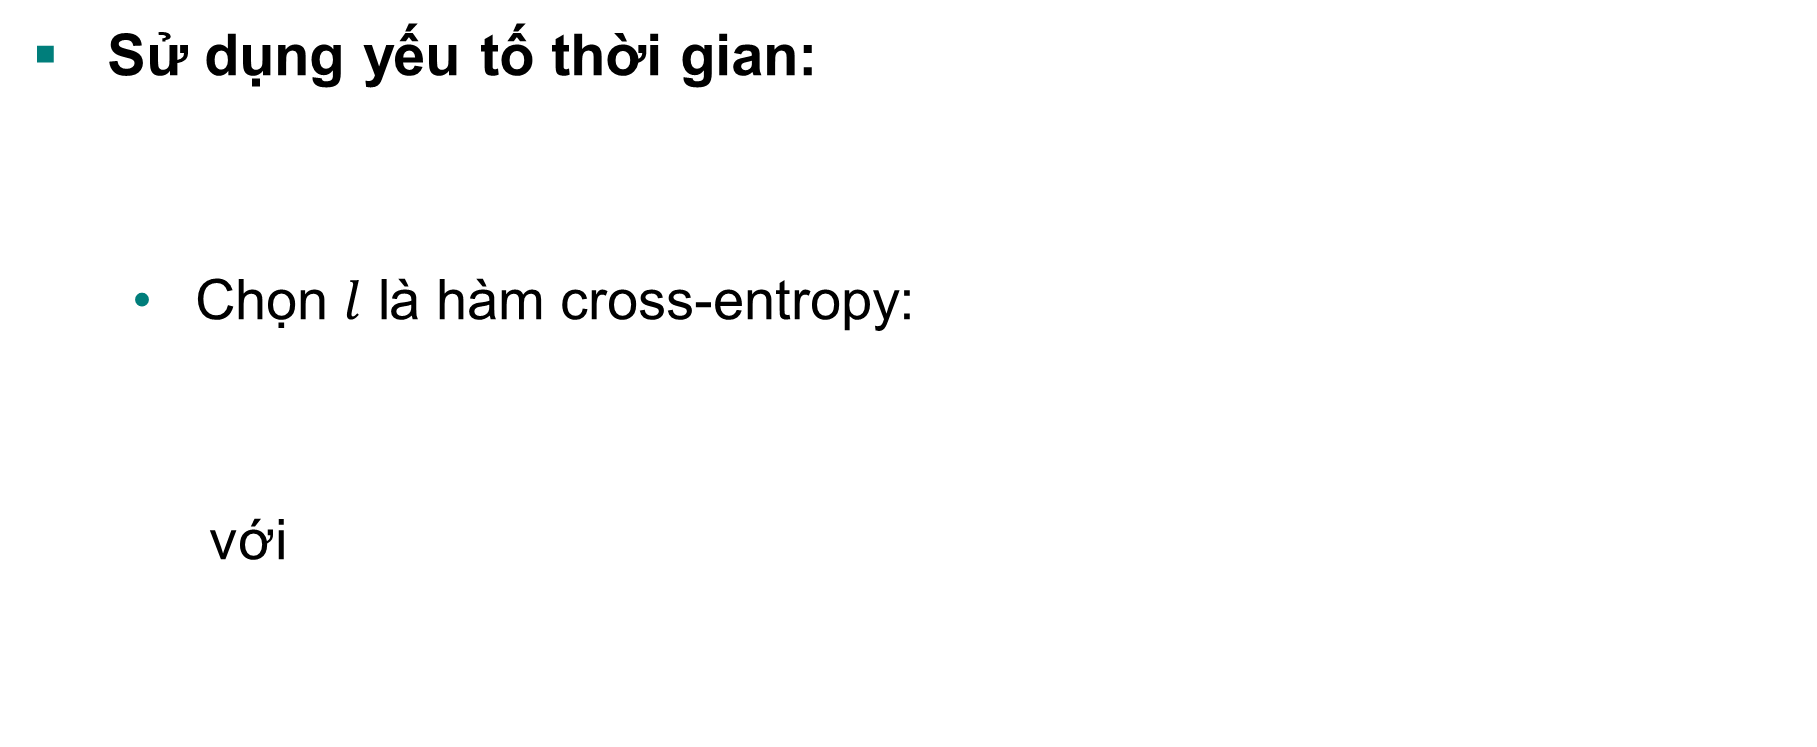 ▪ Sử dụng yếu tố thời gian:
• Chọn 𝑙 là hàm cross-entropy:
với